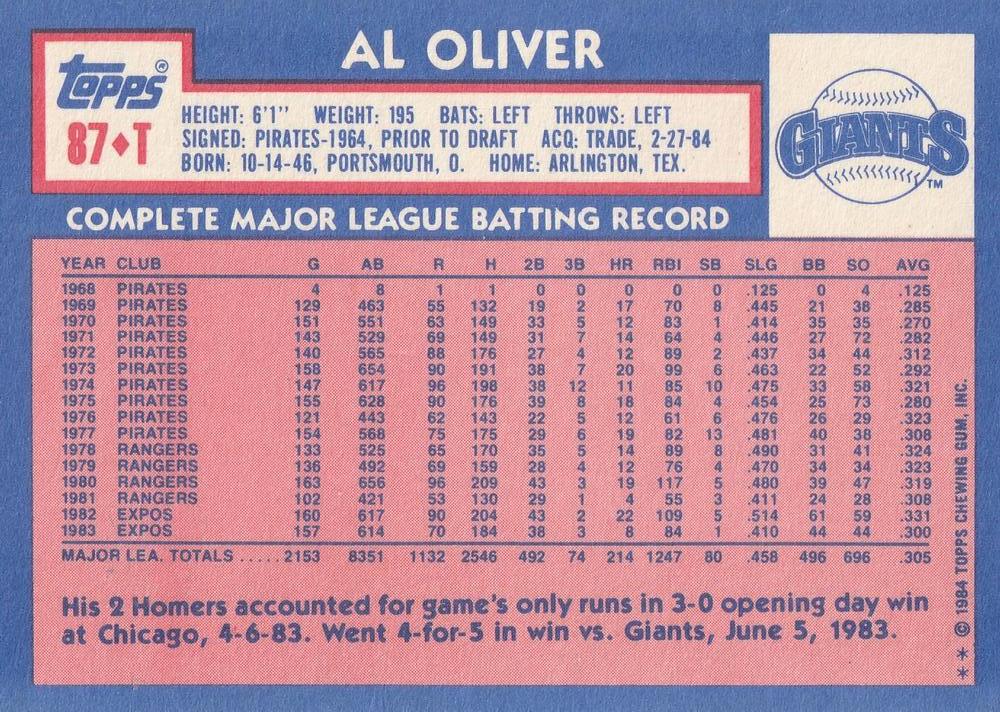 AL OLIVER
topps®
87♦T
HEIGHT: 6'1'' WEIGHT: 195 BATS: LEFT THROWS: LEFT
SIGNED: PIRATES-1964, PRIOR TO DRAFT ACQ: TRADE, 2-27-84
BORN: 10-14-46, PORTSMOUTH, O. HOME: ARLINGTON, TEX.
GIANTS
TM
COMPLETE MAJOR LEAGUE BATTING RECORD
YEAR CLUB G AB R H 2B 3B HR RBI SB SLG BB SO AVG
1968 PIRATES 4 8 1 1 0 0 0 0 0 .125 0 4 .125
1969 PIRATES 129 463 55 132 19 2 17 70 8 .445 21 38 .285
1970 PIRATES 151 551 63 149 33 5 12 83 1 .414 35 35 .270
1971 PIRATES 143 529 69 149 31 7 14 64 4 .446 27 72 .282
1972 PIRATES 140 565 88 176 27 4 12 89 2 .437 34 44 .312
1973 PIRATES 158 654 90 191 38 7 20 99 6 .463 22 52 .292
1974 PIRATES 147 617 96 198 38 12 11 85 10 .475 33 58 .321
1975 PIRATES 155 628 90 176 39 8 18 84 4 .454 25 73 .280
1976 PIRATES 121 443 62 143 22 5 12 61 6 .476 26 29 .323
1977 PIRATES 154 568 75 175 29 6 19 82 13 .481 40 38 .308
1978 RANGERS 133 525 65 170 35 5 14 89 8 .490 31 41 .324
1979 RANGERS 136 492 69 159 28 4 12 76 4 .470 34 34 .323
1980 RANGERS 163 656 96 209 43 3 19 117 5 .480 39 47 .319
1981 RANGERS 102 421 53 130 29 1 4 55 3 .411 24 28 .308
1982 EXPOS 160 617 90 204 43 2 22 109 5 .514 61 59 .331
1983 EXPOS 157 614 70 184 38 3 8 84 1 .410 44 44 .300
MAJOR LEA. TOTALS .....2153 8351 1132 2546 492 74 214 1247 80 .458 496 696 .305
His 2 Homers accounted for game's only runs in 3-0 opening day win
at Chicago, 4-6-83. Went 4-for-5 in win vs. Giants, June 5, 1983.
** © 1984 TOPPS CHEWING GUM, INC.